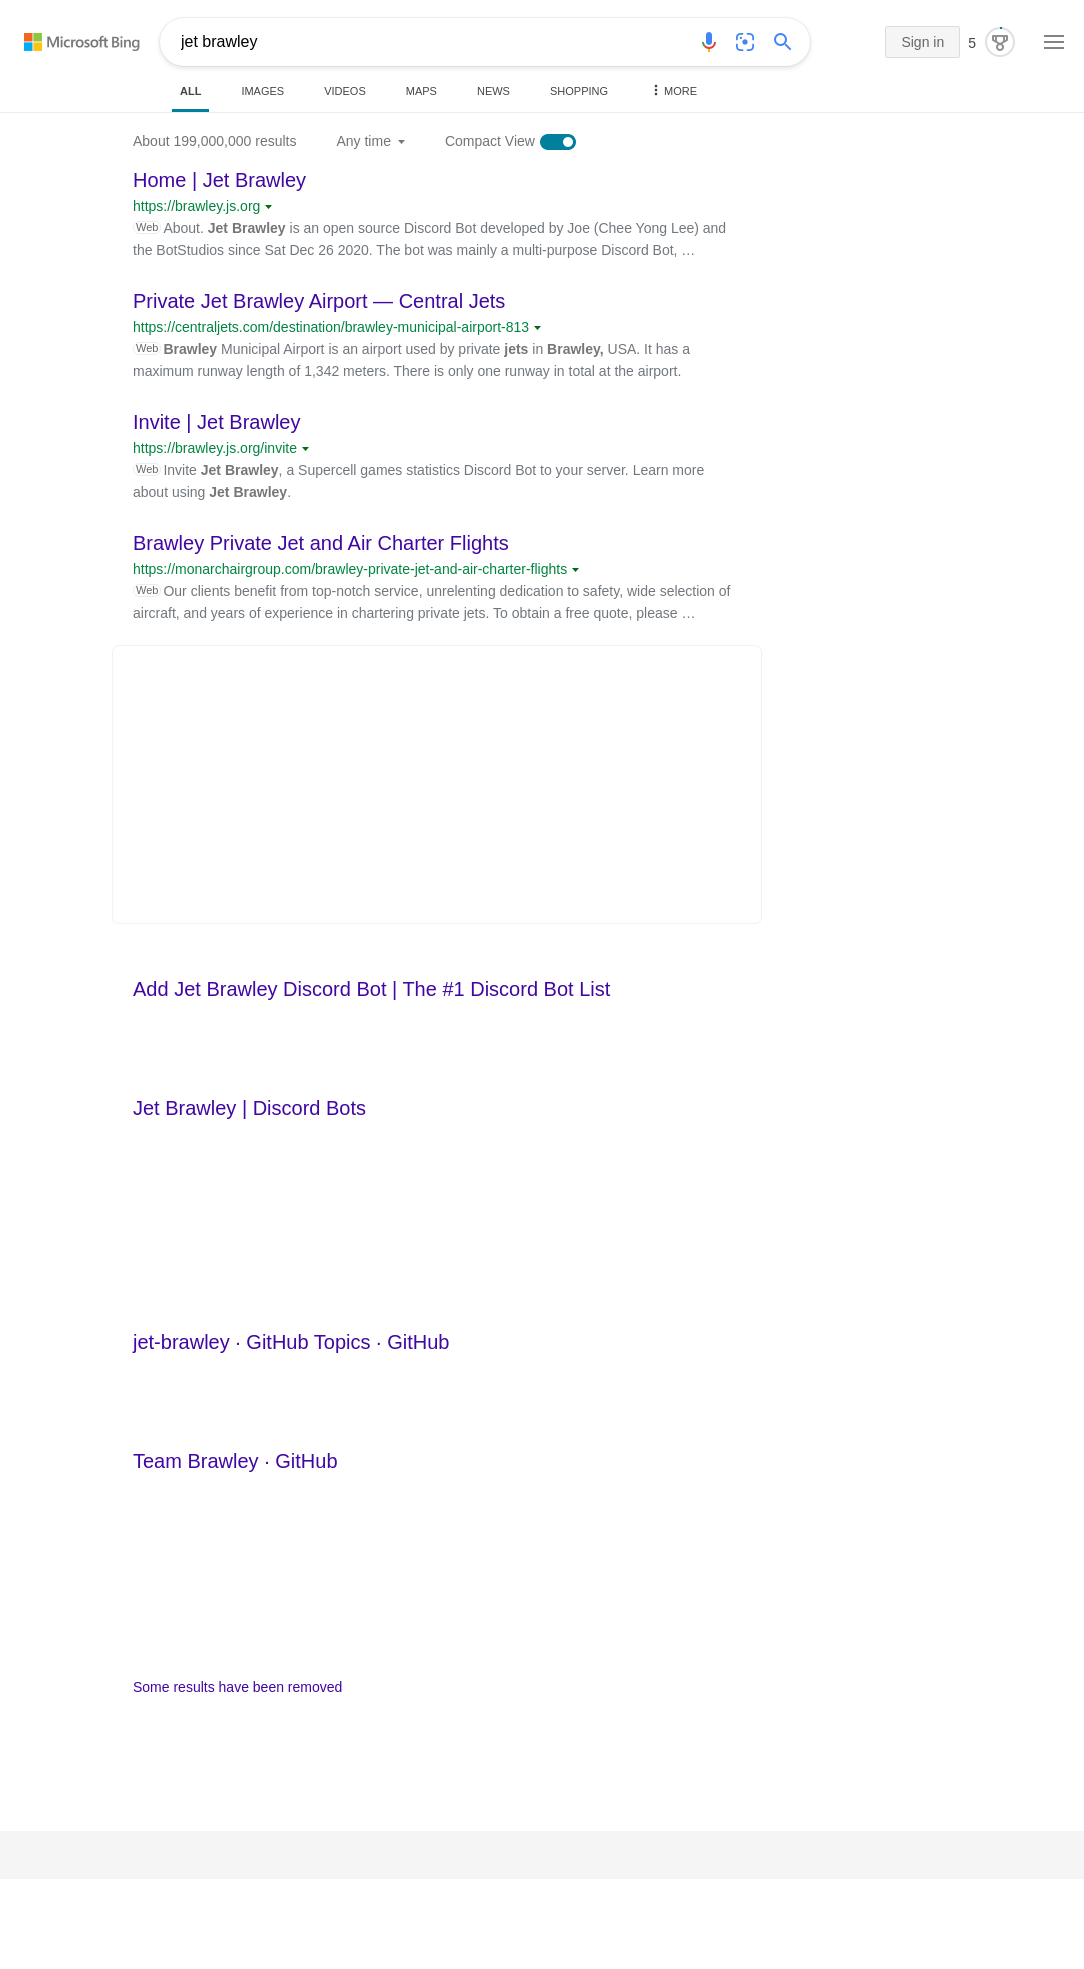 Microsoft Bing
jet brawley
Sign in
5
ALL IMAGES VIDEOS MAPS NEWS SHOPPING MORE
About 199,000,000 results Any time Compact View
Home | Jet Brawley
https://brawley.js.org
Web About. Jet Brawley is an open source Discord Bot developed by Joe (Chee Yong Lee) and
the BotStudios since Sat Dec 26 2020. The bot was mainly a multi-purpose Discord Bot, …
Private Jet Brawley Airport — Central Jets
https://centraljets.com/destination/brawley-municipal-airport-813
Web Brawley Municipal Airport is an airport used by private jets in Brawley, USA. It has a
maximum runway length of 1,342 meters. There is only one runway in total at the airport.
Invite | Jet Brawley
https://brawley.js.org/invite
Web Invite Jet Brawley, a Supercell games statistics Discord Bot to your server. Learn more
about using Jet Brawley.
Brawley Private Jet and Air Charter Flights
https://monarchairgroup.com/brawley-private-jet-and-air-charter-flights
Web Our clients benefit from top-notch service, unrelenting dedication to safety, wide selection of
aircraft, and years of experience in chartering private jets. To obtain a free quote, please …
Add Jet Brawley Discord Bot | The #1 Discord Bot List
Jet Brawley | Discord Bots
jet-brawley · GitHub Topics · GitHub
Team Brawley · GitHub
Some results have been removed